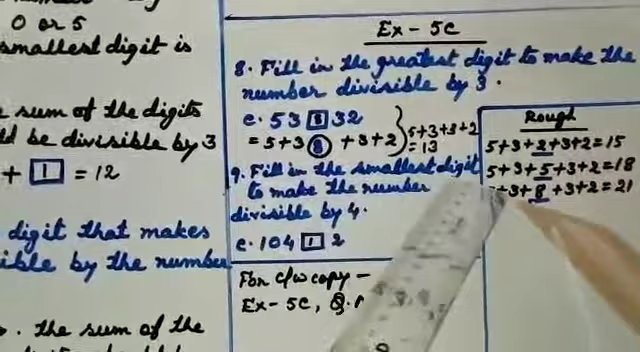 0 or 5
smallest digit is
sum of the digits
be divisible by 3
+ 1 = 12
digit that makes
ible by the number
. the sum of the
Ex - 5C
8. Fill in the greatest digit to make the
number divisible by 3.
c. 53 8 32
= 5+3 8 +3+2
5+3+3+2
= 13
9. Fill in the smallest digit
to make the number
divisible by 4.
c. 104 1 2
For c/w copy -
Ex - 5C, Q.
Rough
5+3+2+3+2=15
5+3+5+3+2=18
+3+8+3+2=21